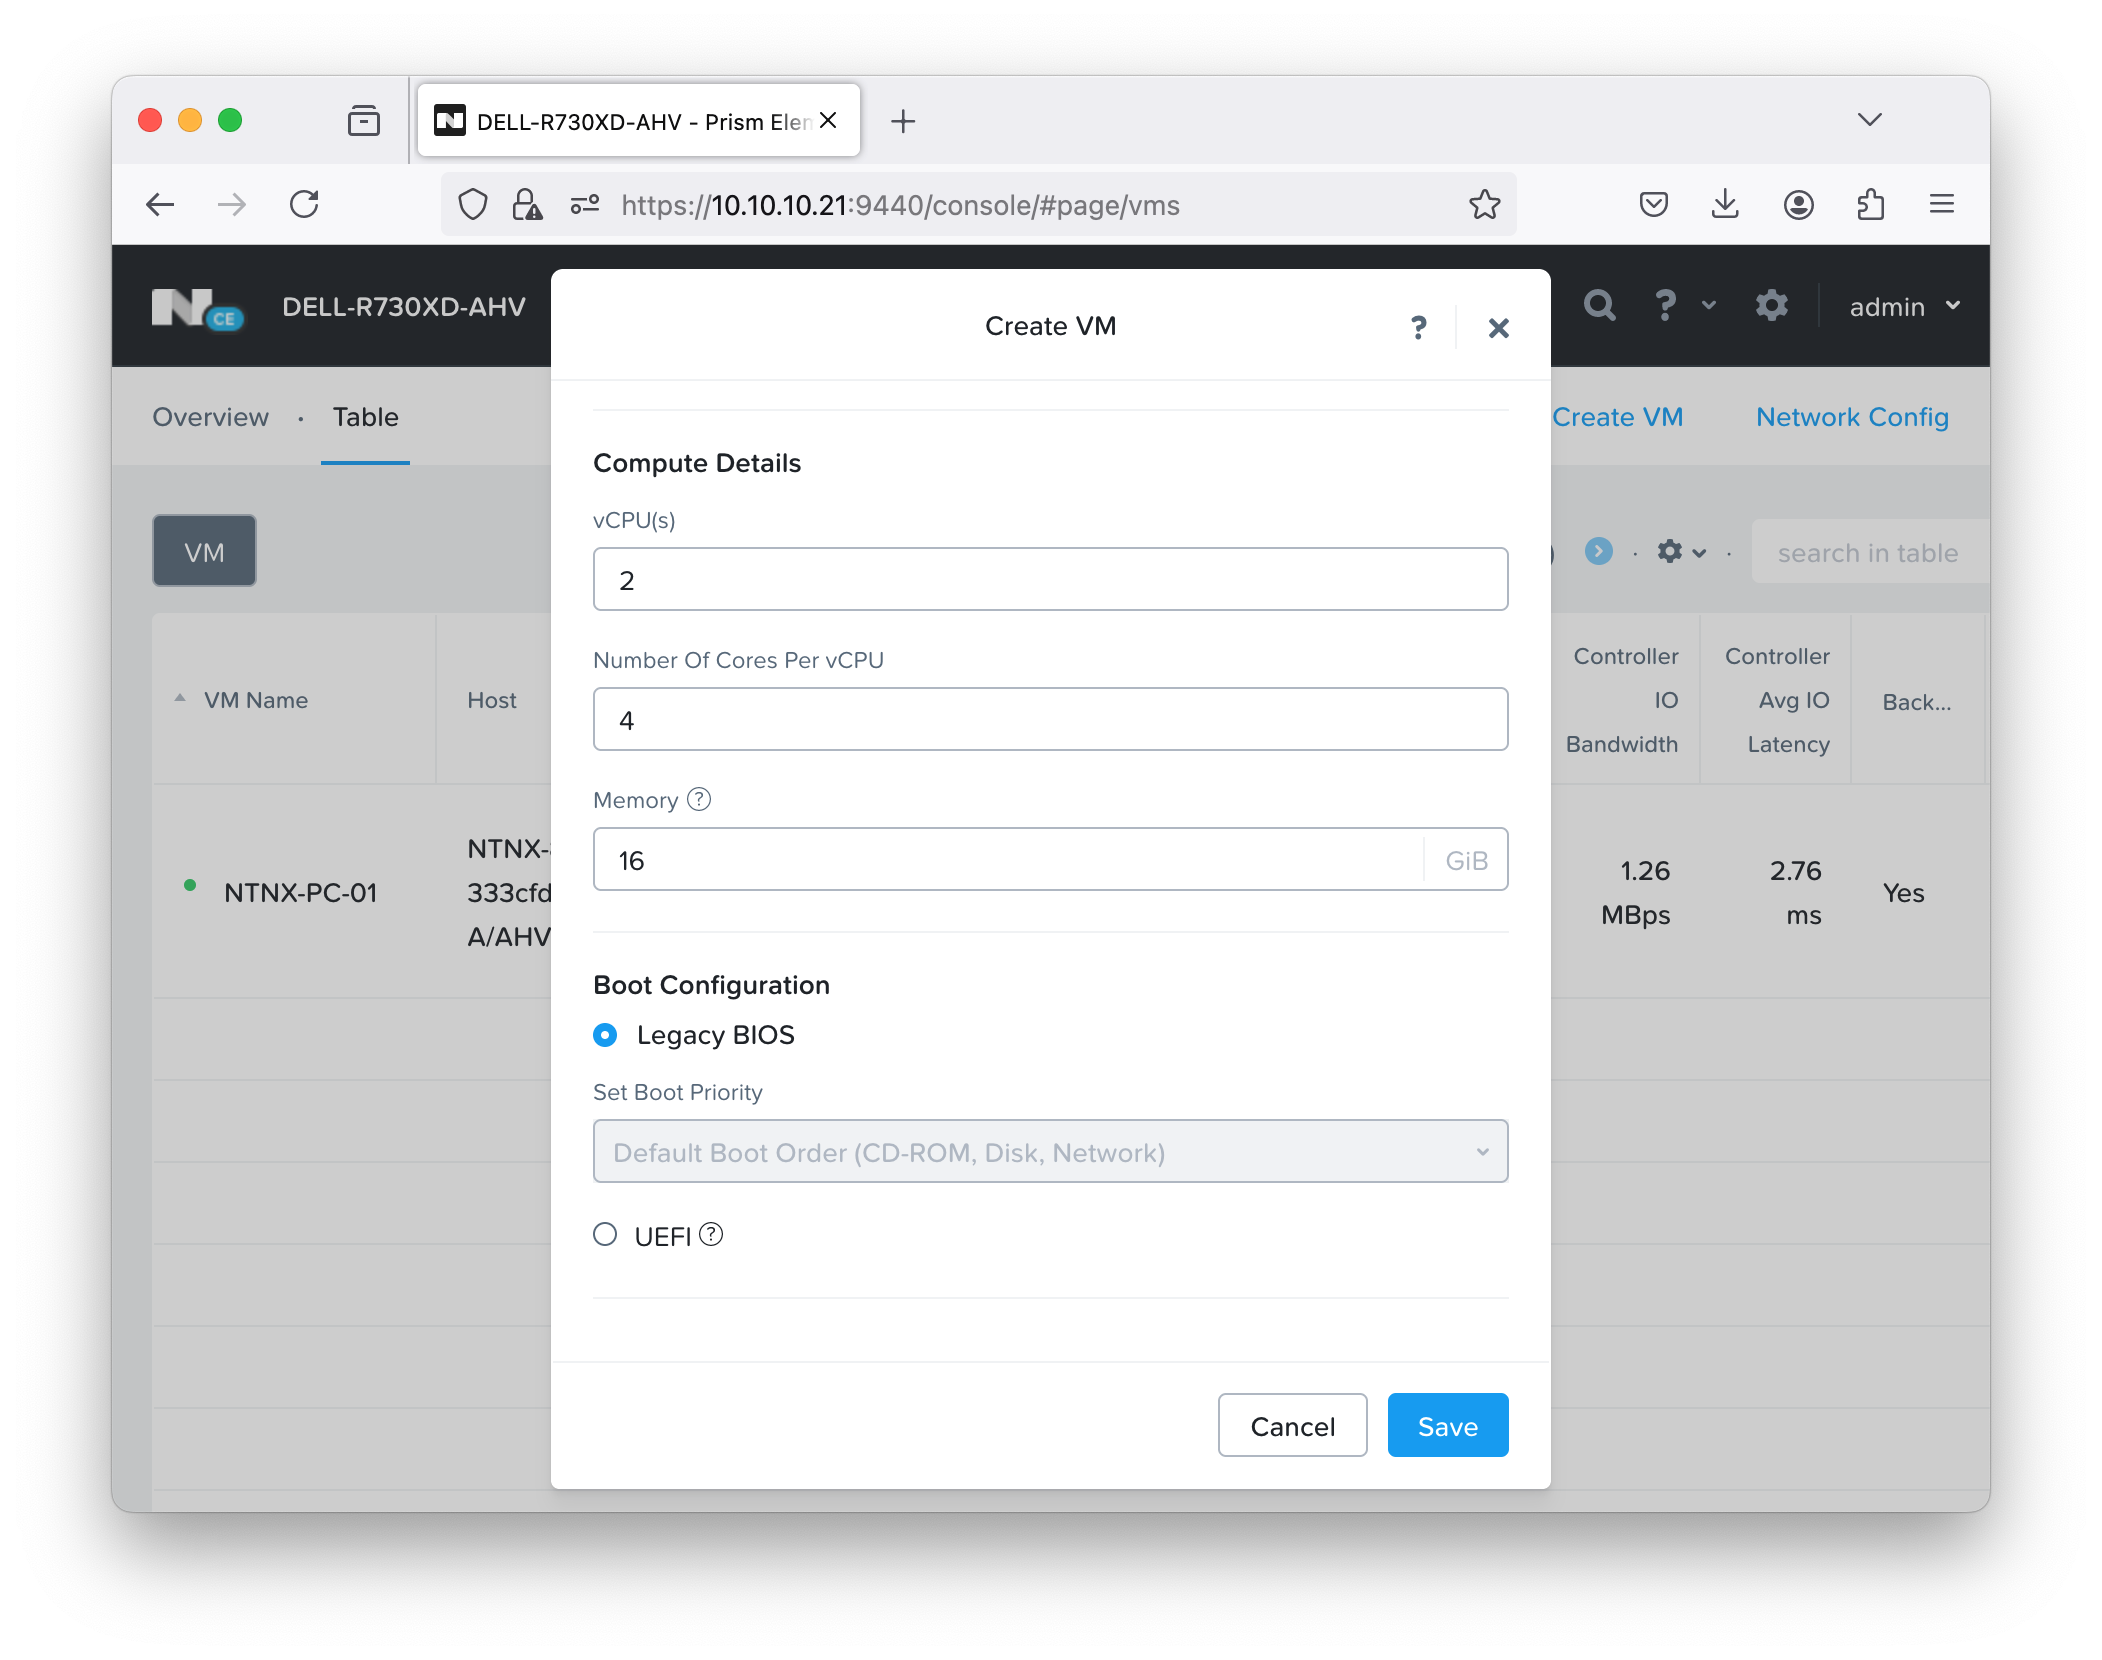 DELL-R730XD-AHV - Prism Elen
https://10.10.10.21:9440/console/#page/vms
CE
DELL-R730XD-AHV
?
admin
Overview · Table
Create VM
Network Config
VM
search in table
VM Name
Host
Controller IO Bandwidth
Controller Avg IO Latency
Back...
NTNX-PC-01
NTNX-
333cfd
A/AHV
1.26
MBps
2.76
ms
Yes
Create VM
?
Compute Details
vCPU(s)
2
Number Of Cores Per vCPU
4
Memory ?
16
GiB
Boot Configuration
Legacy BIOS
Set Boot Priority
Default Boot Order (CD-ROM, Disk, Network)
UEFI ?
Cancel
Save